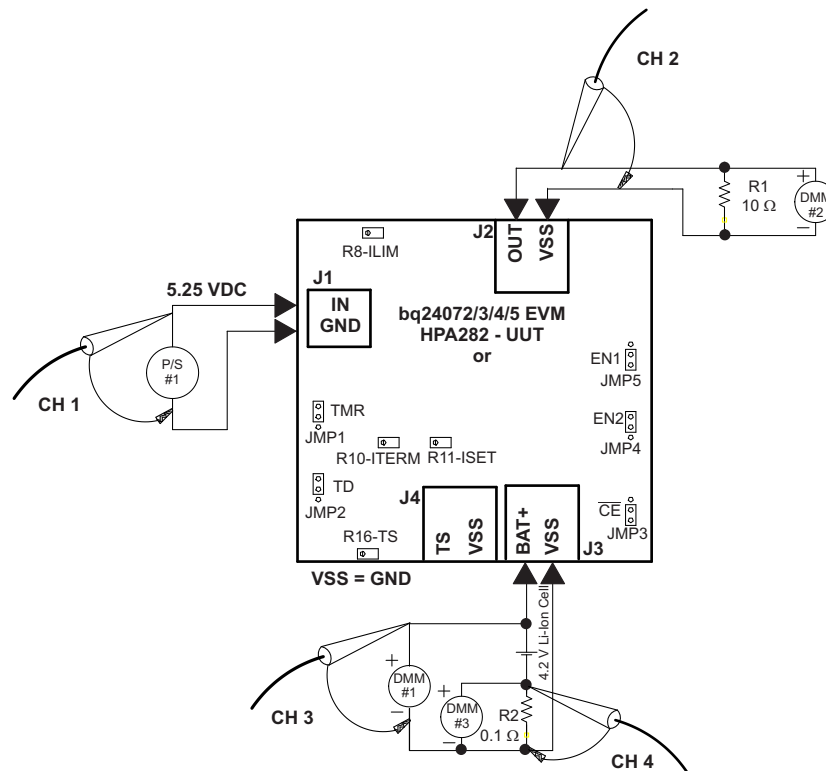 CH 2
R1
10 Ω
+
DMM
#2
−
J2
OUT
VSS
R8-ILIM
J1
5.25 VDC
IN
GND
bq24072/3/4/5 EVM
HPA282 - UUT
or
P/S
#1
CH 1
EN1
JMP5
TMR
JMP1
EN2
JMP4
R10-ITERM
R11-ISET
TD
JMP2
J4
TS
VSS
BAT+
VSS
J3
CE
JMP3
R16-TS
VSS = GND
4.2 V Li-Ion Cell
+
DMM
#1
−
CH 3
+
DMM
#3
−
R2
0.1 Ω
CH 4